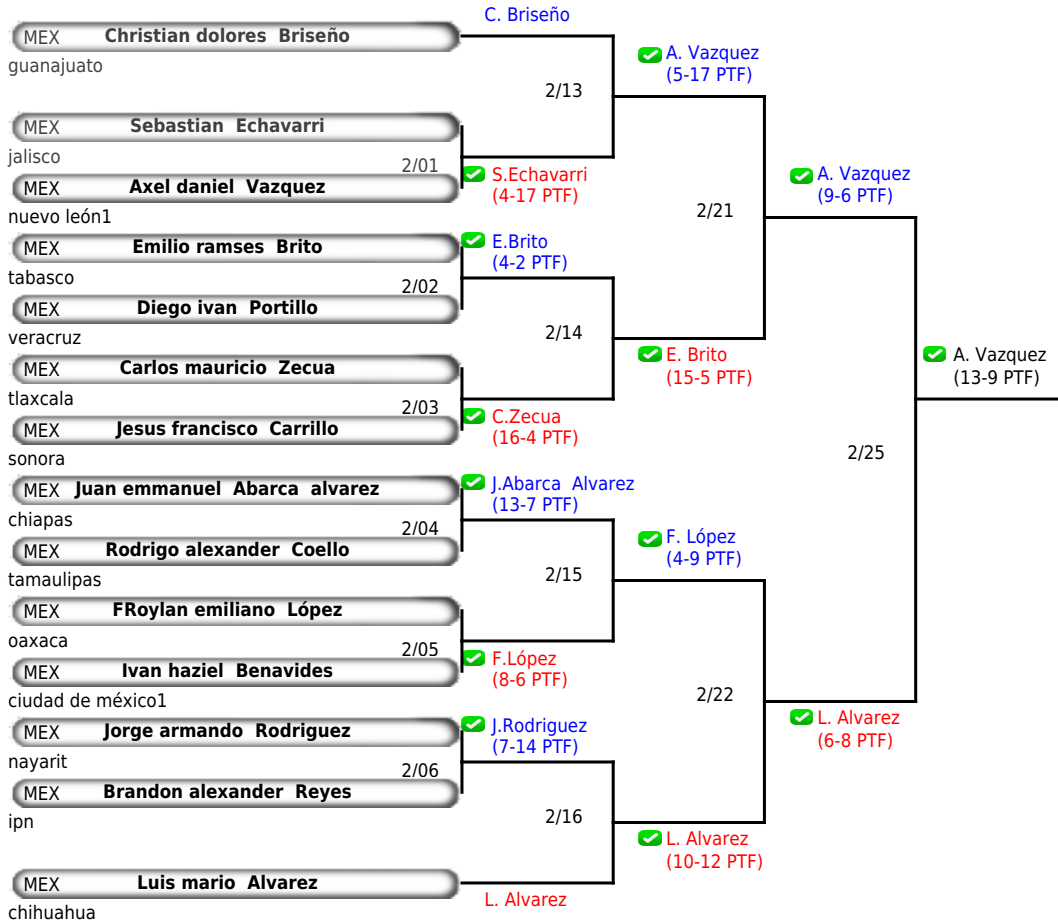 C. Briseño
MEX Christian dolores Briseño
guanajuato
A. Vazquez
(5-17 PTF)
2/13
MEX Sebastian Echavarri
jalisco
2/01
S.Echavarri
(4-17 PTF)
MEX Axel daniel Vazquez
nuevo león1
A. Vazquez
(9-6 PTF)
2/21
MEX Emilio ramses Brito
tabasco
E.Brito
(4-2 PTF)
2/02
MEX Diego ivan Portillo
veracruz
2/14
E. Brito
(15-5 PTF)
MEX Carlos mauricio Zecua
tlaxcala
2/03
C.Zecua
(16-4 PTF)
MEX Jesus francisco Carrillo
sonora
A. Vazquez
(13-9 PTF)
2/25
MEX Juan emmanuel Abarca alvarez
chiapas
J.Abarca Alvarez
(13-7 PTF)
2/04
MEX Rodrigo alexander Coello
tamaulipas
F. López
(4-9 PTF)
2/15
MEX FRoylan emiliano López
oaxaca
2/05
F.López
(8-6 PTF)
MEX Ivan haziel Benavides
ciudad de méxico1
2/22
L. Alvarez
(6-8 PTF)
MEX Jorge armando Rodriguez
nayarit
J.Rodriguez
(7-14 PTF)
2/06
MEX Brandon alexander Reyes
ipn
2/16
L. Alvarez
(10-12 PTF)
MEX Luis mario Alvarez
chihuahua
L. Alvarez